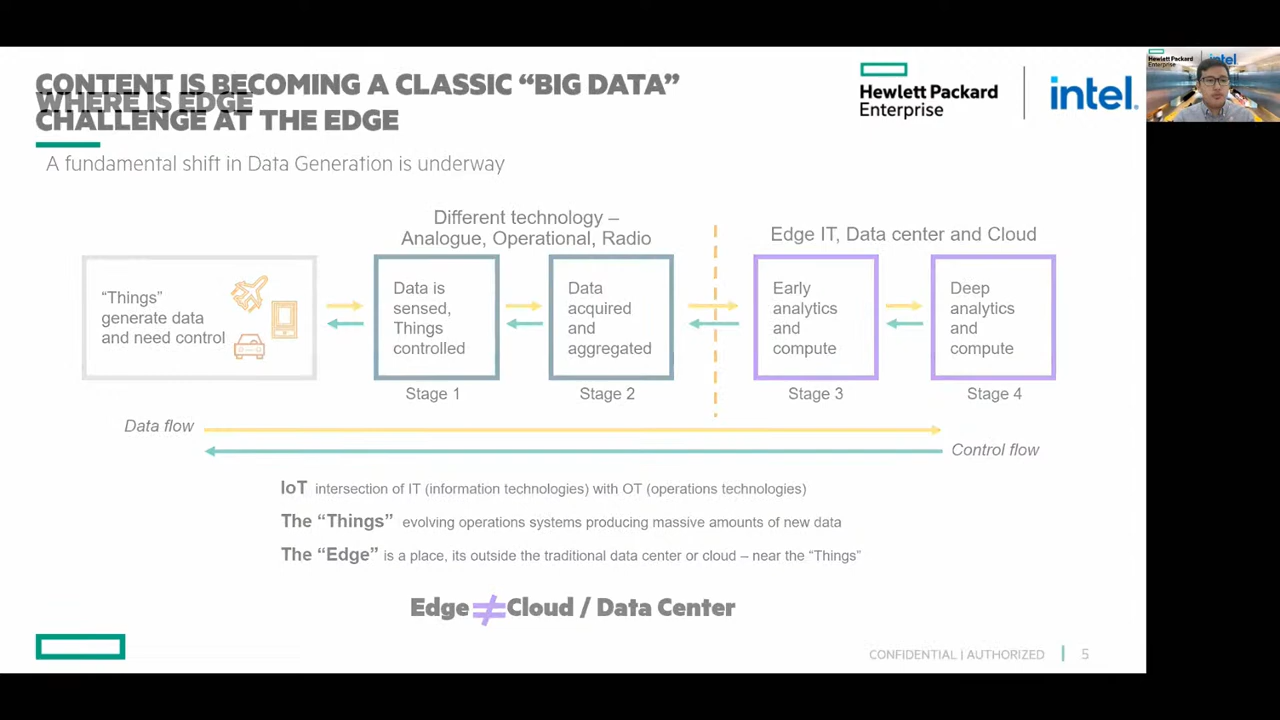 CONTENT IS BECOMING A CLASSIC “BIG DATA”
WHERE IS EDGE
CHALLENGE AT THE EDGE
A fundamental shift in Data Generation is underway
Hewlett Packard
Enterprise
intel.
Hewlett Packard
Enterprise
intel
Different technology –
Analogue, Operational, Radio
Edge IT, Data center and Cloud
“Things”
generate data
and need control
Data is
sensed,
Things
controlled
Data
acquired
and
aggregated
Early
analytics
and
compute
Deep
analytics
and
compute
Stage 1
Stage 2
Stage 3
Stage 4
Data flow
Control flow
IoT intersection of IT (information technologies) with OT (operations technologies)
The “Things” evolving operations systems producing massive amounts of new data
The “Edge” is a place, its outside the traditional data center or cloud – near the “Things”
Edge ≠ Cloud / Data Center
CONFIDENTIAL | AUTHORIZED
5